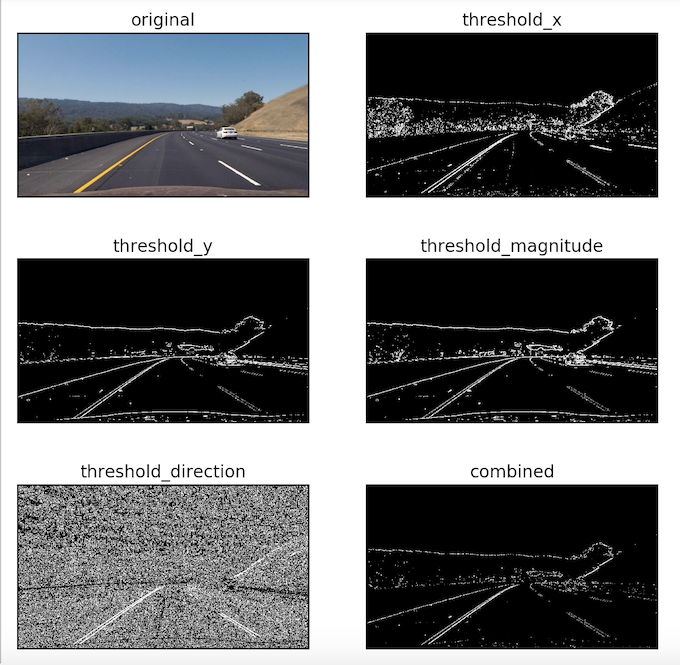 original
threshold_x
threshold_y
threshold_magnitude
threshold_direction
combined